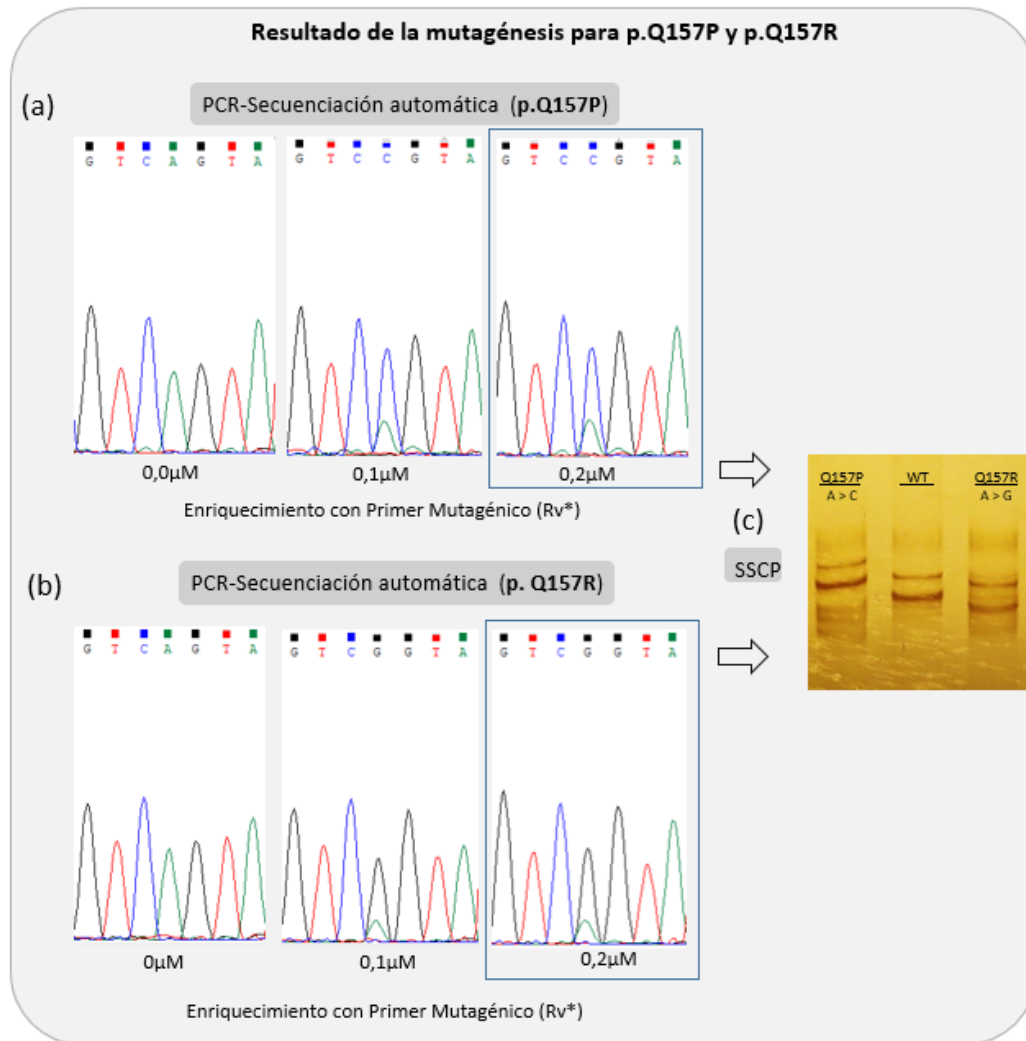 Resultado de la mutagénesis para p.Q157P y p.Q157R
(a)
PCR-Secuenciación automática (p.Q157P)
G T C A G T A
G T C C G T A
G T C C G T A
0,0µM
0,1µM
0,2µM
Enriquecimiento con Primer Mutagénico (Rv*)
(b)
PCR-Secuenciación automática (p. Q157R)
G T C A G T A
G T C G G T A
G T C G G T A
0µM
0,1µM
0,2µM
Enriquecimiento con Primer Mutagénico (Rv*)
(c)
SSCP
Q157P
A > C
WT
Q157R
A > G